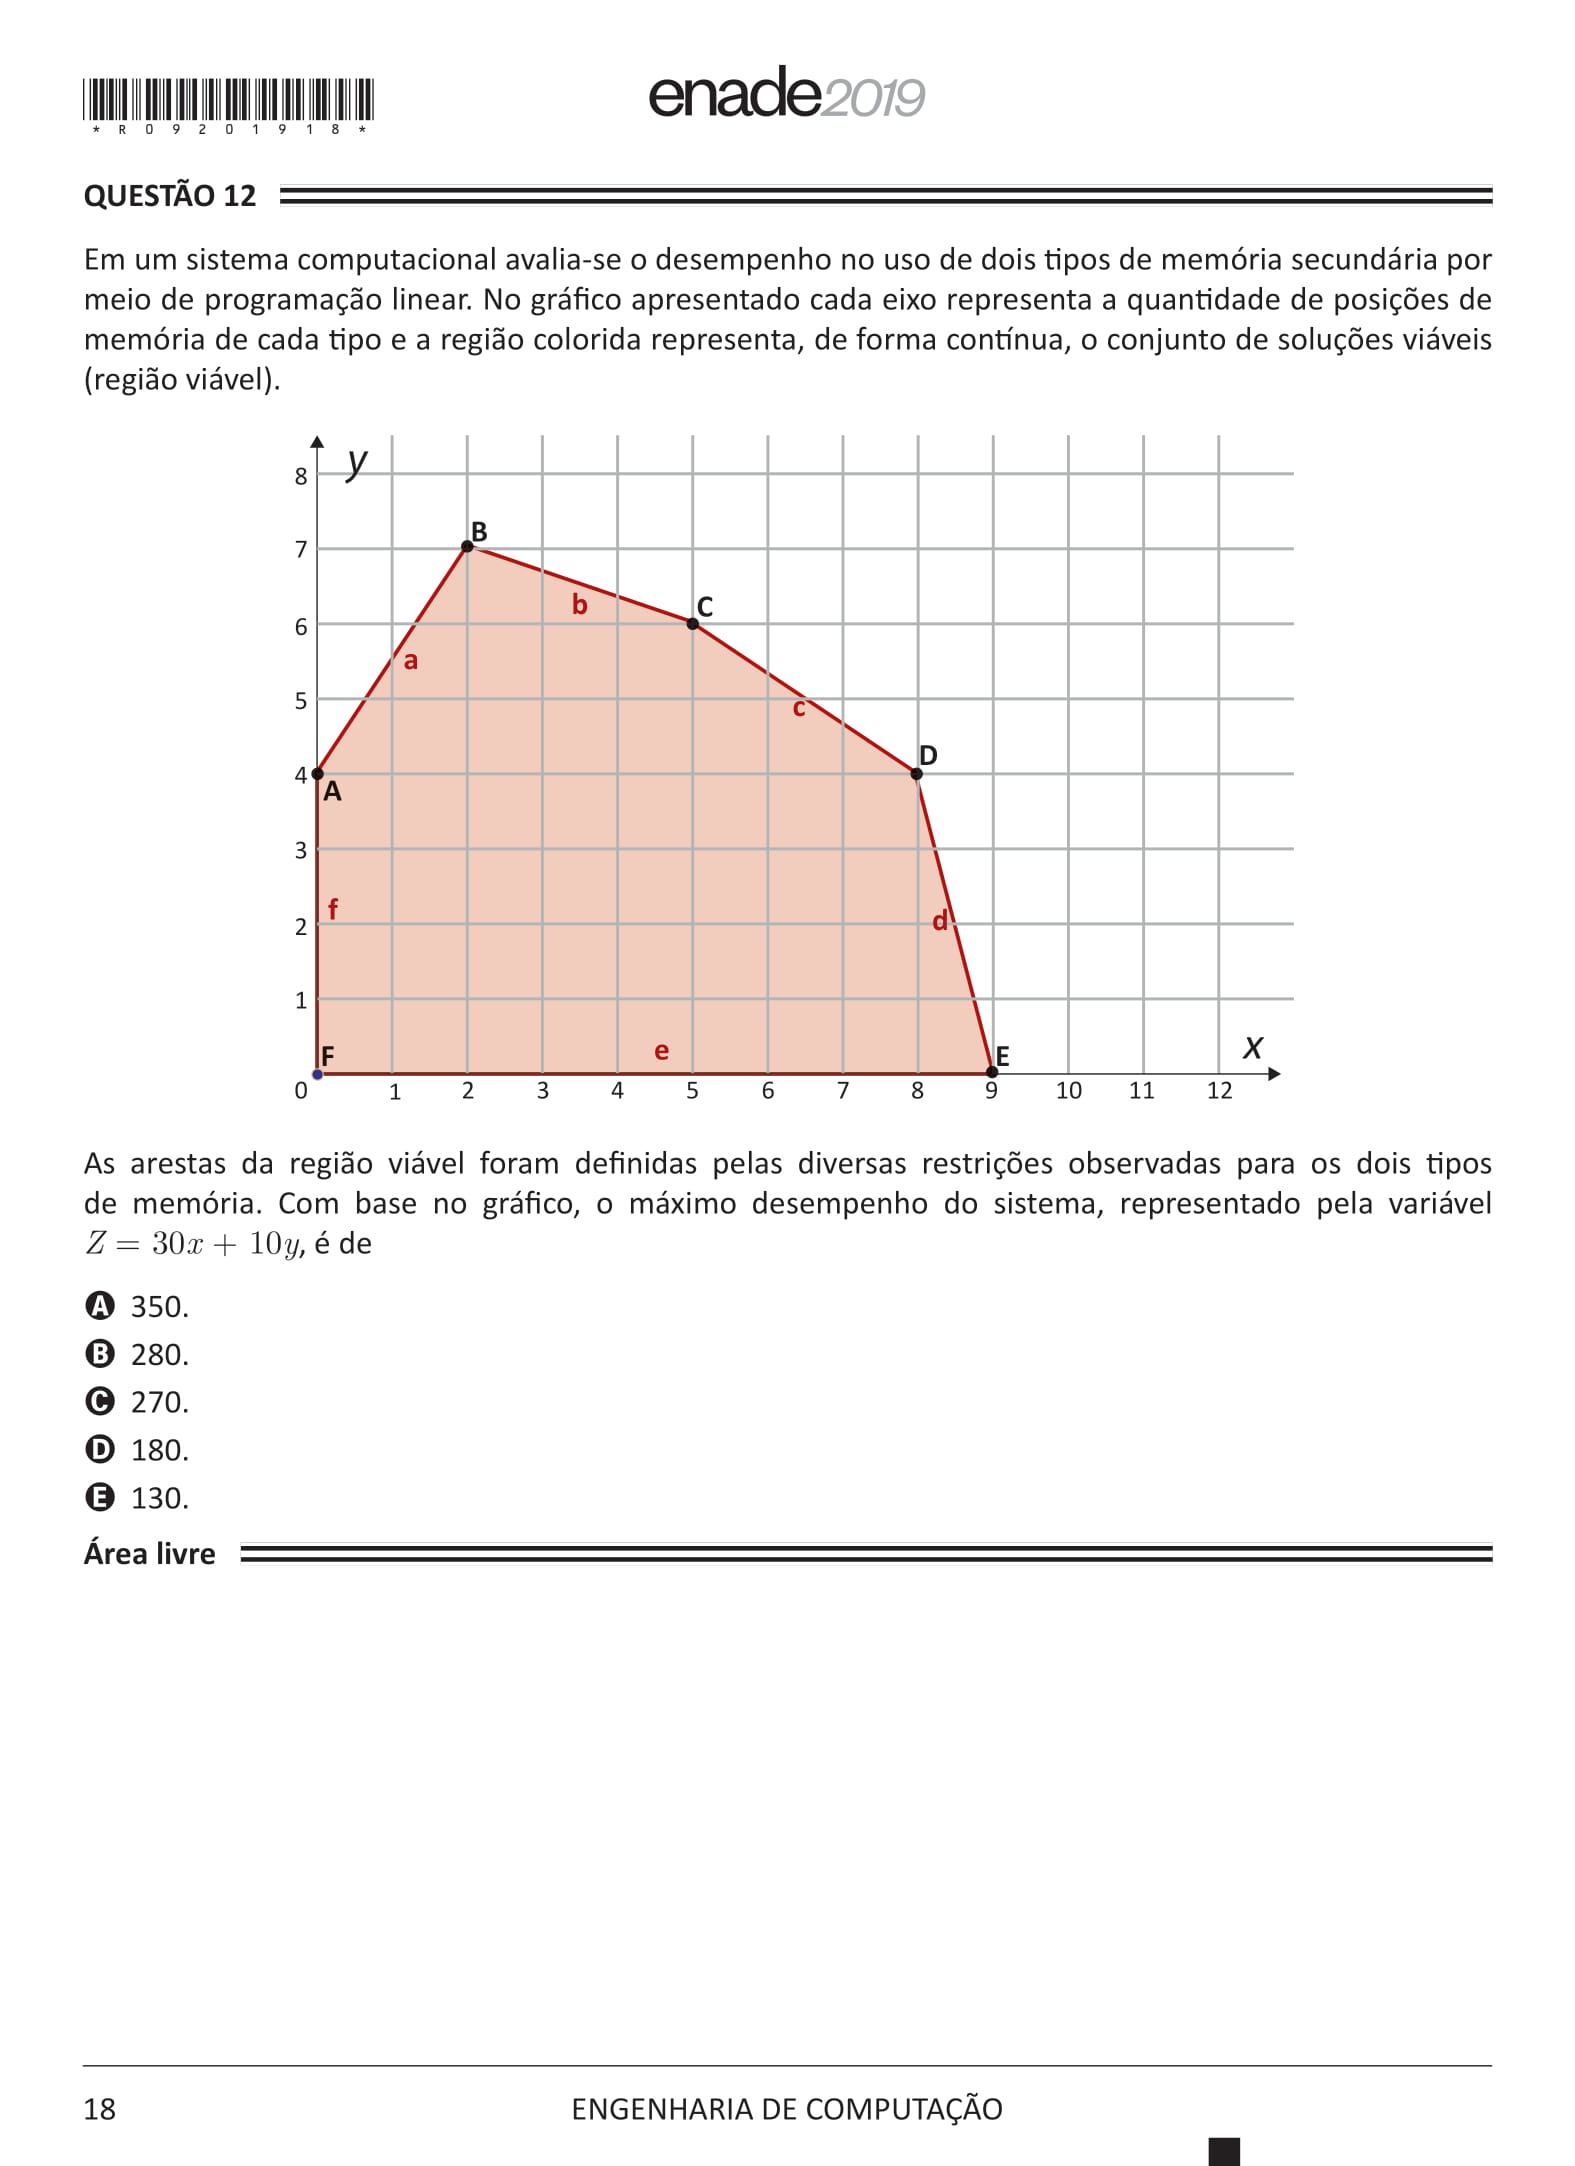 *R09201918*
enade2019
QUESTÃO 12
Em um sistema computacional avalia-se o desempenho no uso de dois tipos de memória secundária por
meio de programação linear. No gráfico apresentado cada eixo representa a quantidade de posições de
memória de cada tipo e a região colorida representa, de forma contínua, o conjunto de soluções viáveis
(região viável).
y
8
B
7
b
C
6
a
5
c
D
4
A
3
f
d
2
1
F
e
E
x
0 1 2 3 4 5 6 7 8 9 10 11 12
As arestas da região viável foram definidas pelas diversas restrições observadas para os dois tipos
de memória. Com base no gráfico, o máximo desempenho do sistema, representado pela variável
Z = 30x + 10y, é de
A 350.
B 280.
C 270.
D 180.
E 130.
Área livre
18 ENGENHARIA DE COMPUTAÇÃO